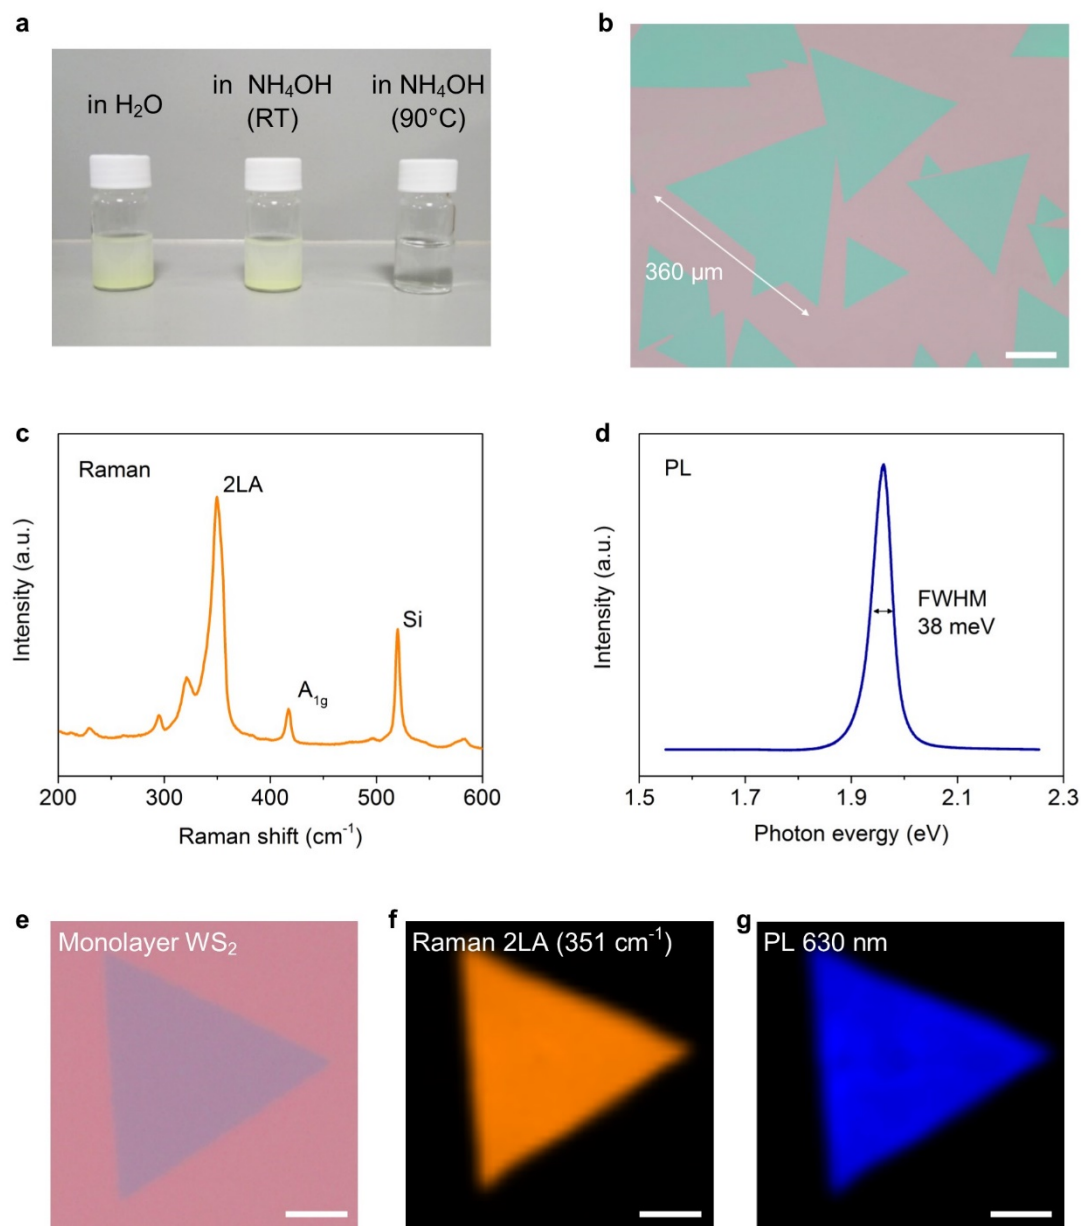 a
in H₂O
in NH₄OH
(RT)
in NH₄OH
(90°C)
b
360 μm
c
Raman
2LA
A₁g
Si
Intensity (a.u.)
200
300
400
500
600
Raman shift (cm⁻¹)
d
PL
FWHM
38 meV
Intensity (a.u.)
1.5
1.7
1.9
2.1
2.3
Photon evergy (eV)
e
Monolayer WS₂
f
Raman 2LA (351 cm⁻¹)
g
PL 630 nm